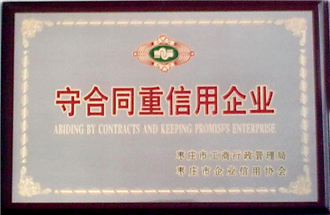 守合同重信用企业
ABIDING BY CONTRACTS AND KEEPING PROMISFS ENTERPRISE
枣庄市工商行政管理局
枣庄市企业信用协会